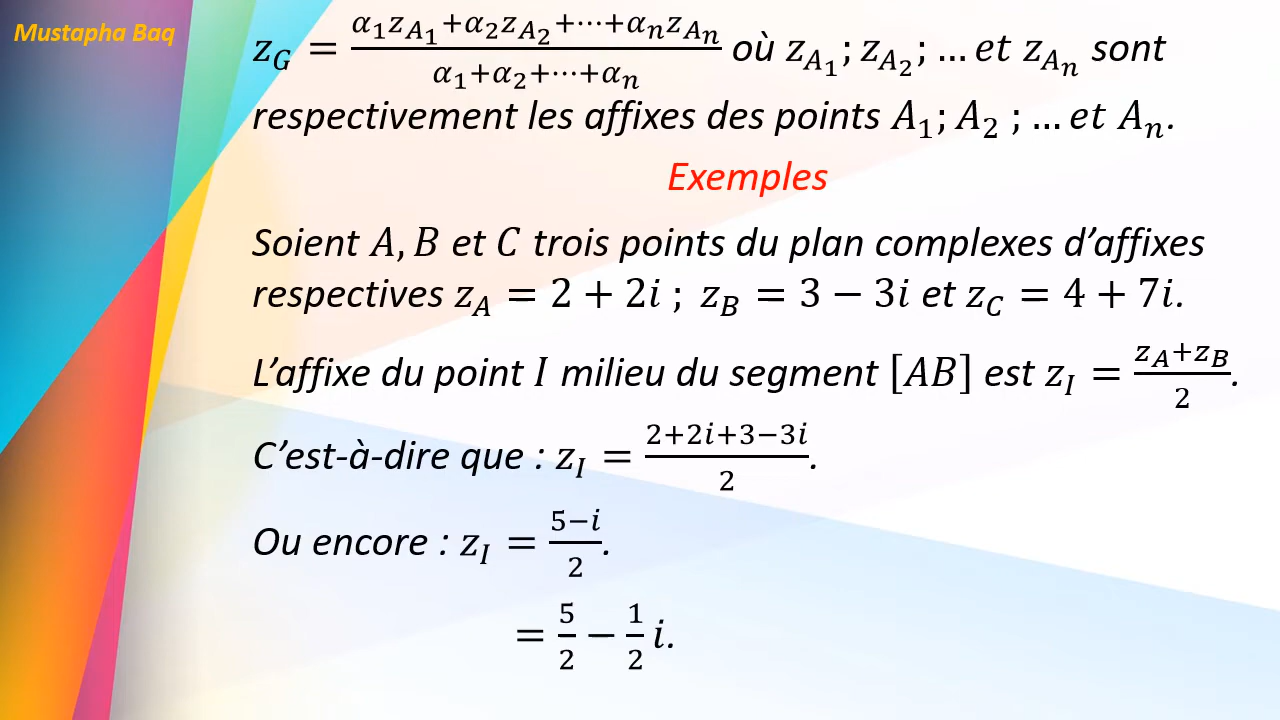 Mustapha Baq
z_G = (α₁z_{A₁}+α₂z_{A₂}+⋯+αₙz_{Aₙ})/(α₁+α₂+⋯+αₙ) où z_{A₁}; z_{A₂}; … et z_{Aₙ} sont
respectivement les affixes des points A₁; A₂ ; … et Aₙ.
Exemples
Soient A, B et C trois points du plan complexes d’affixes
respectives z_A = 2 + 2i ; z_B = 3 − 3i et z_C = 4 + 7i.
L’affixe du point I milieu du segment [AB] est z_I = (z_A+z_B)/2.
C’est-à-dire que : z_I = (2+2i+3−3i)/2.
Ou encore : z_I = (5−i)/2.
= 5/2 − 1/2 i.